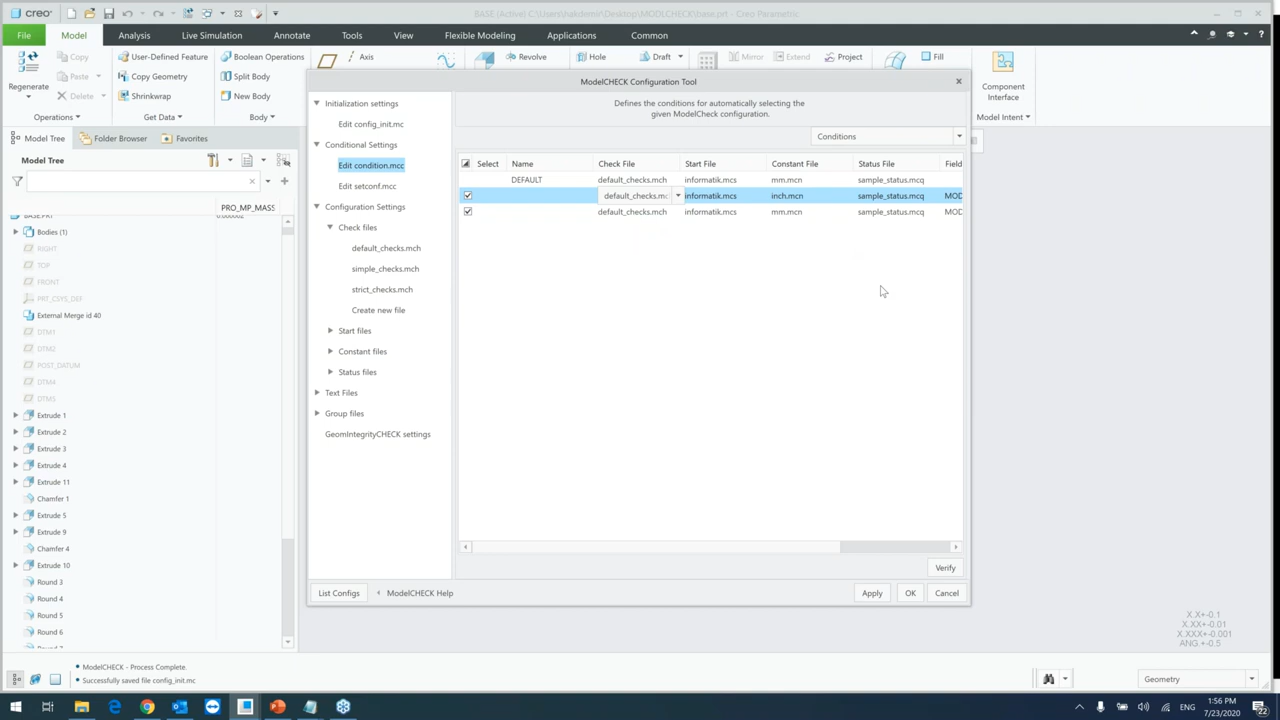 creo
BASE (Active) C:\Users\hakdemir\Desktop\MODLCHECK\base.prt - Creo Parametric
File
Model
Analysis
Live Simulation
Annotate
Tools
View
Flexible Modeling
Applications
Common
Regenerate
Copy
Paste
Delete
Operations
User-Defined Feature
Copy Geometry
Shrinkwrap
Get Data
Boolean Operations
Split Body
New Body
Body
Axis
Revolve
Hole
Draft
Mirror
Extend
Project
Fill
Component
Interface
Model Intent
Model Tree
Folder Browser
Favorites
Model Tree
PRO_MP_MASS
BASE.PRT
0.000002
Bodies (1)
RIGHT
TOP
FRONT
PRT_CSYS_DEF
External Merge id 40
DTM1
DTM2
POST_DATUM
DTM4
DTM5
Extrude 1
Extrude 2
Extrude 3
Extrude 4
Extrude 11
Chamfer 1
Extrude 5
Extrude 9
Chamfer 4
Extrude 10
Round 3
Round 4
Round 5
Round 6
Round 7
ModelCHECK Configuration Tool
Initialization settings
Edit config_init.mc
Conditional Settings
Edit condition.mcc
Edit setconf.mcc
Configuration Settings
Check files
default_checks.mch
simple_checks.mch
strict_checks.mch
Create new file
Start files
Constant files
Status files
Text Files
Group files
GeomIntegrityCHECK settings
Defines the conditions for automatically selecting the
given ModelCheck configuration.
Conditions
Select Name Check File Start File Constant File Status File Field
DEFAULT default_checks.mch informatik.mcs mm.mcn sample_status.mcq
default_checks.mc informatik.mcs inch.mcn sample_status.mcq MOD
default_checks.mch informatik.mcs mm.mcn sample_status.mcq MOD
Verify
List Configs
ModelCHECK Help
Apply
OK
Cancel
X.X+-0.1
X.XX+-0.01
X.XXX+-0.001
ANG.+-0.5
• ModelCHECK - Process Complete.
• Successfully saved file config_init.mc
Geometry
ENG
1:56 PM
7/23/2020
22